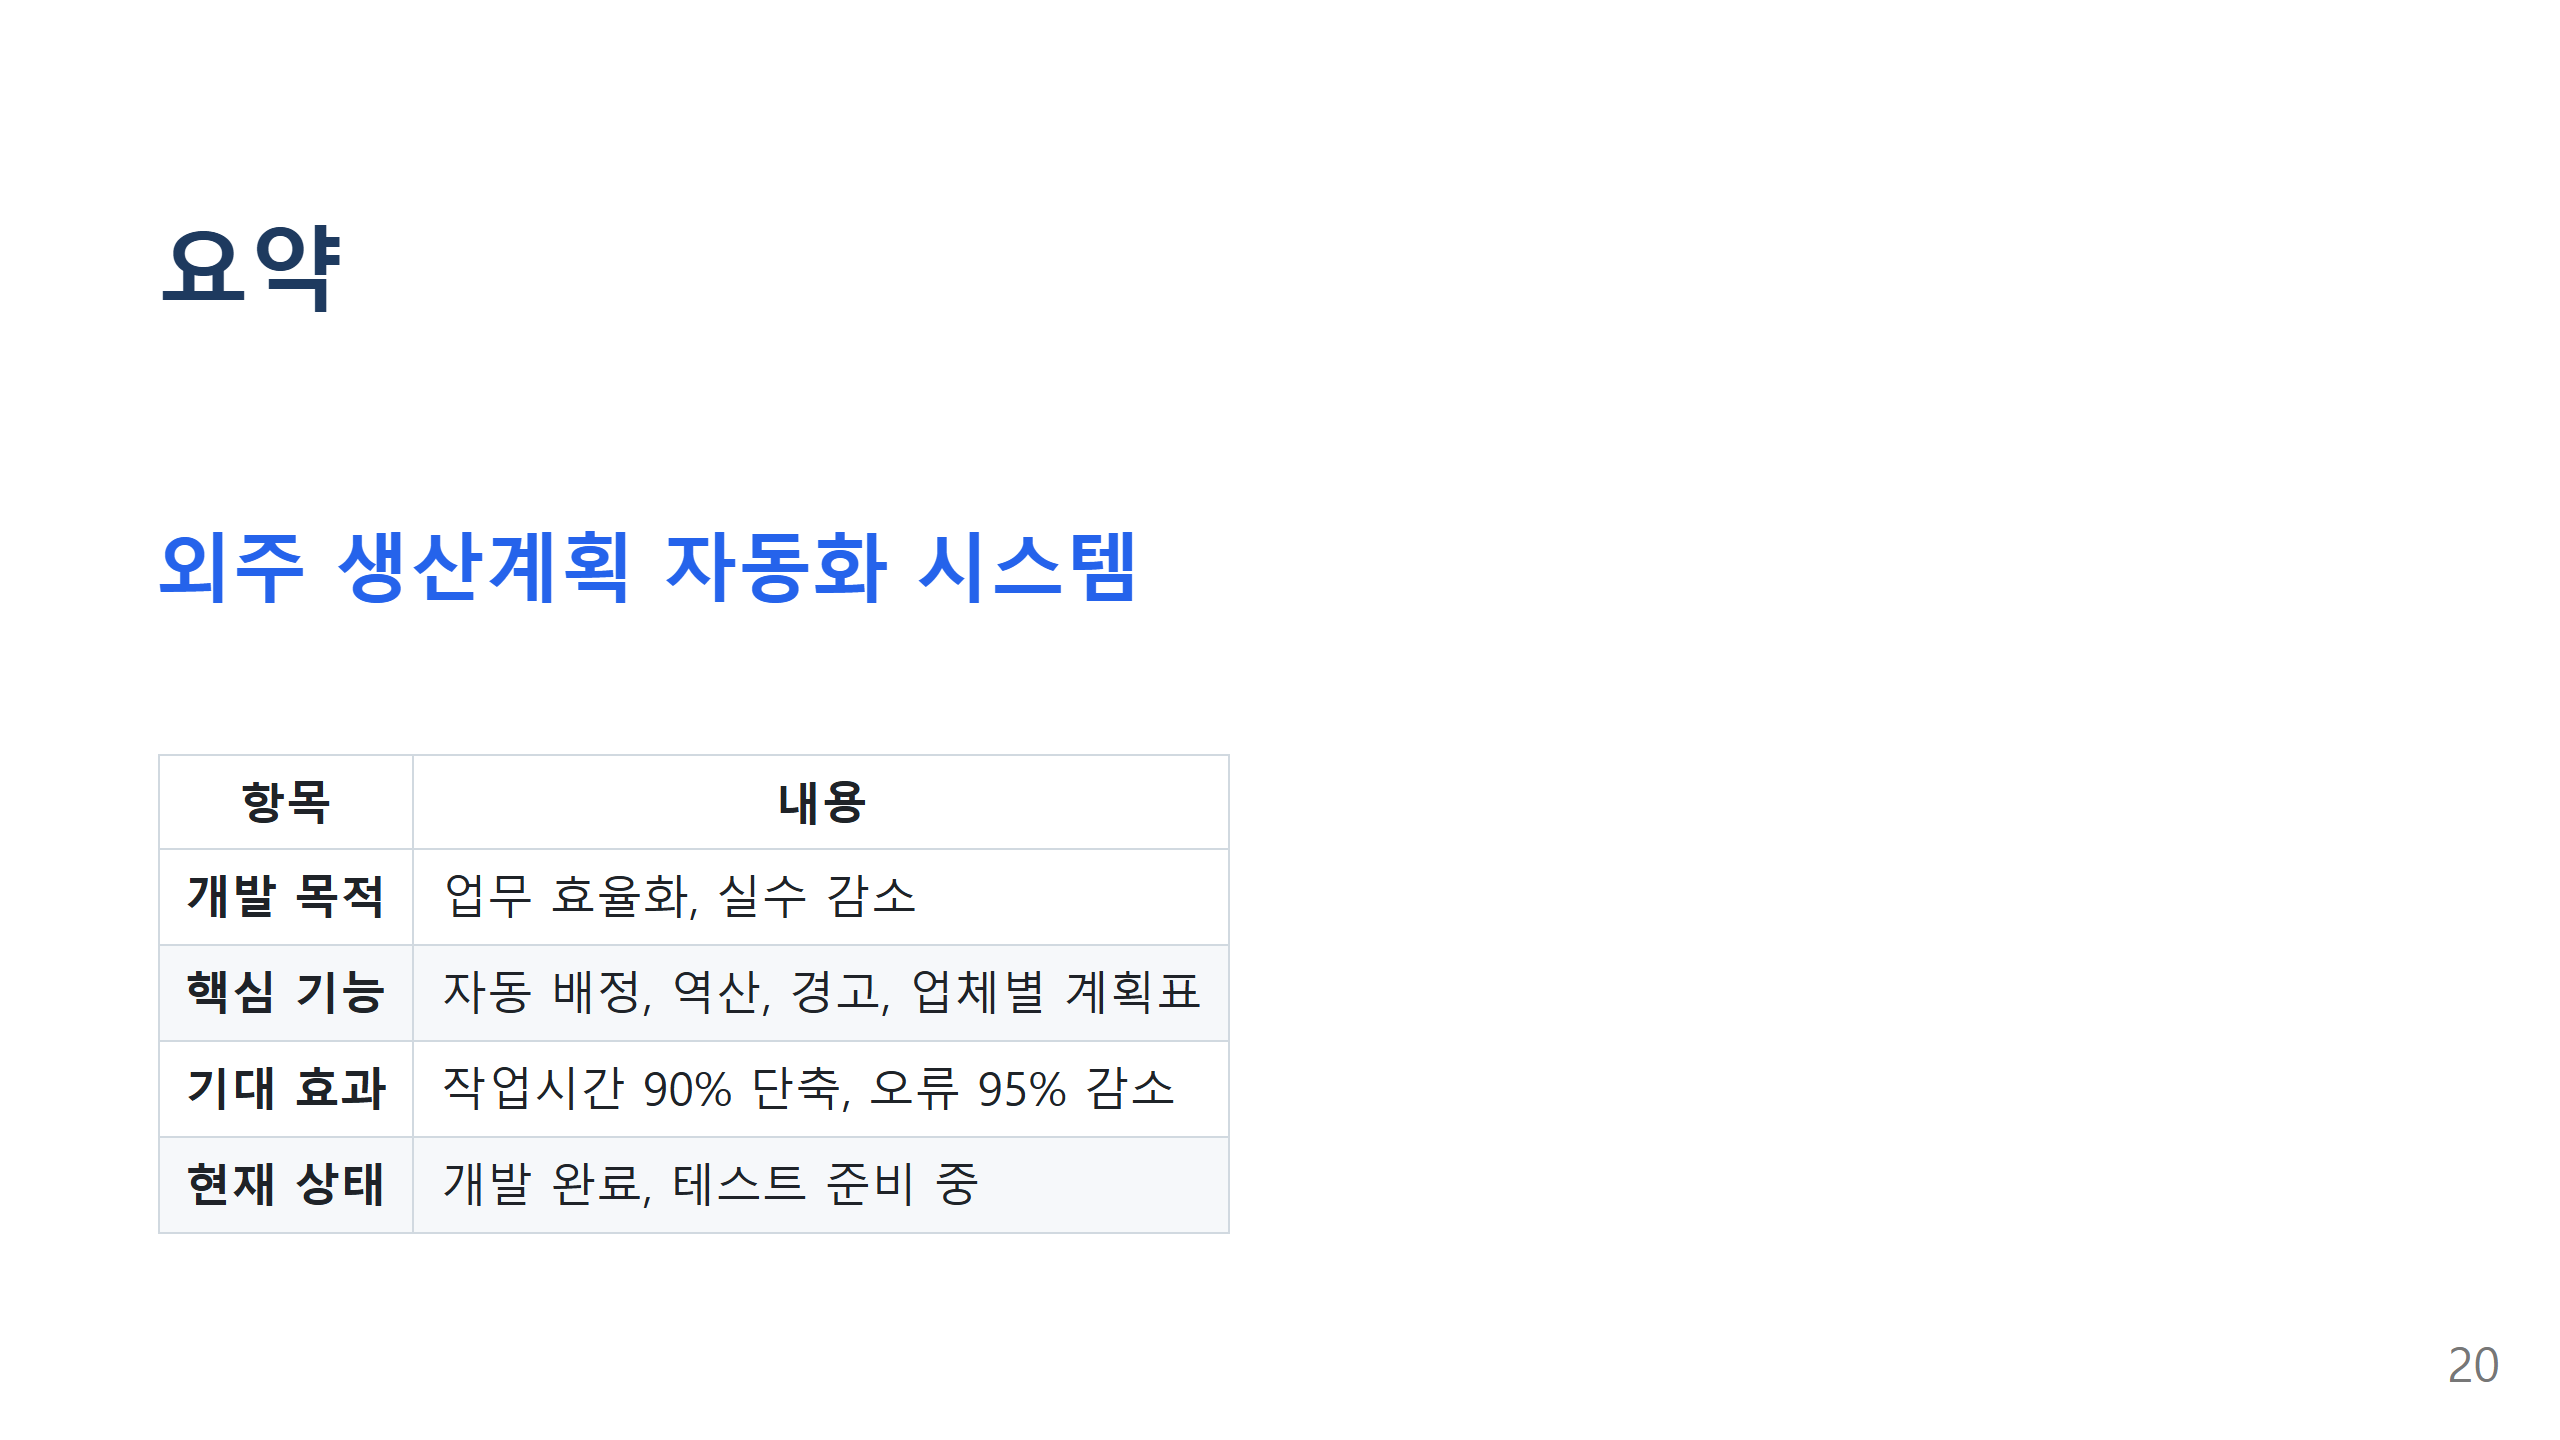 요약
외주 생산계획 자동화 시스템
항목 내용
개발 목적 업무 효율화, 실수 감소
핵심 기능 자동 배정, 역산, 경고, 업체별 계획표
기대 효과 작업시간 90% 단축, 오류 95% 감소
현재 상태 개발 완료, 테스트 준비 중
20